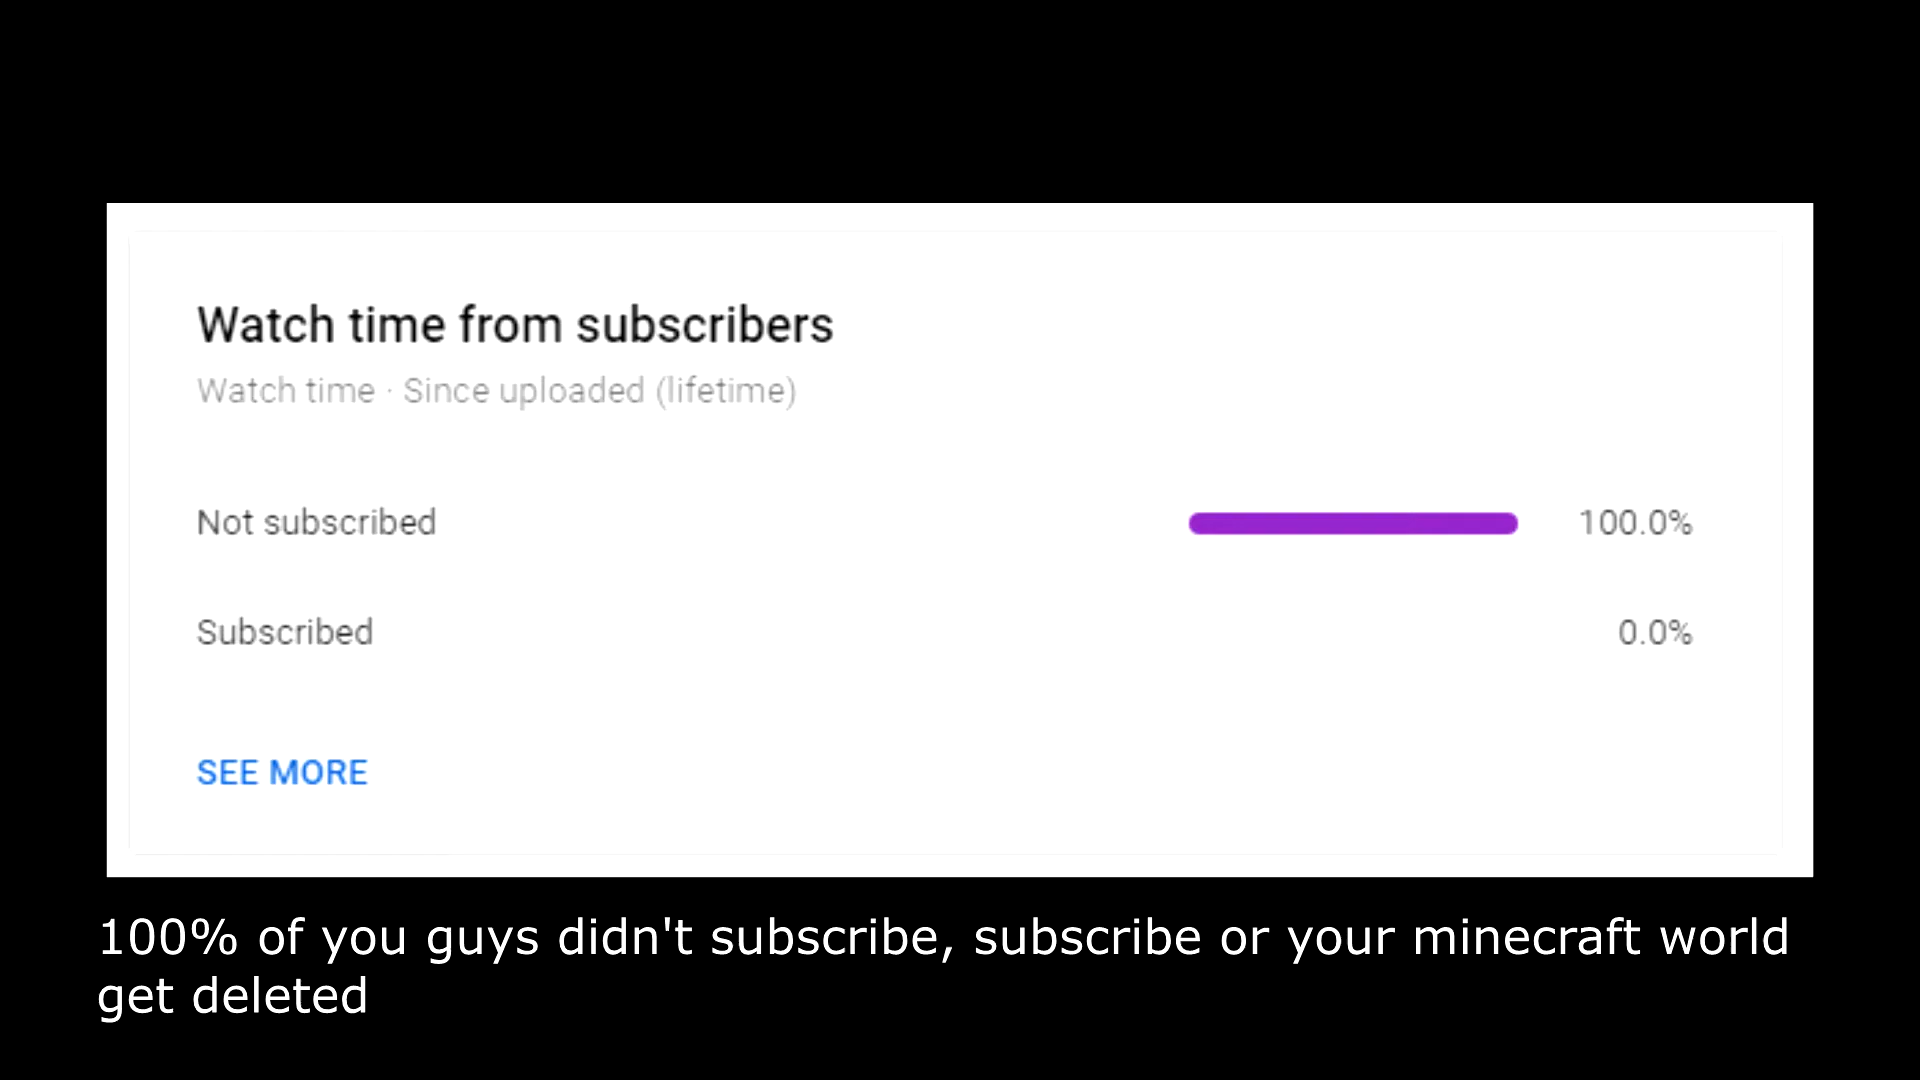 Watch time from subscribers
Watch time · Since uploaded (lifetime)
Not subscribed 100.0%
Subscribed 0.0%
SEE MORE
100% of you guys didn't subscribe, subscribe or your minecraft world
get deleted